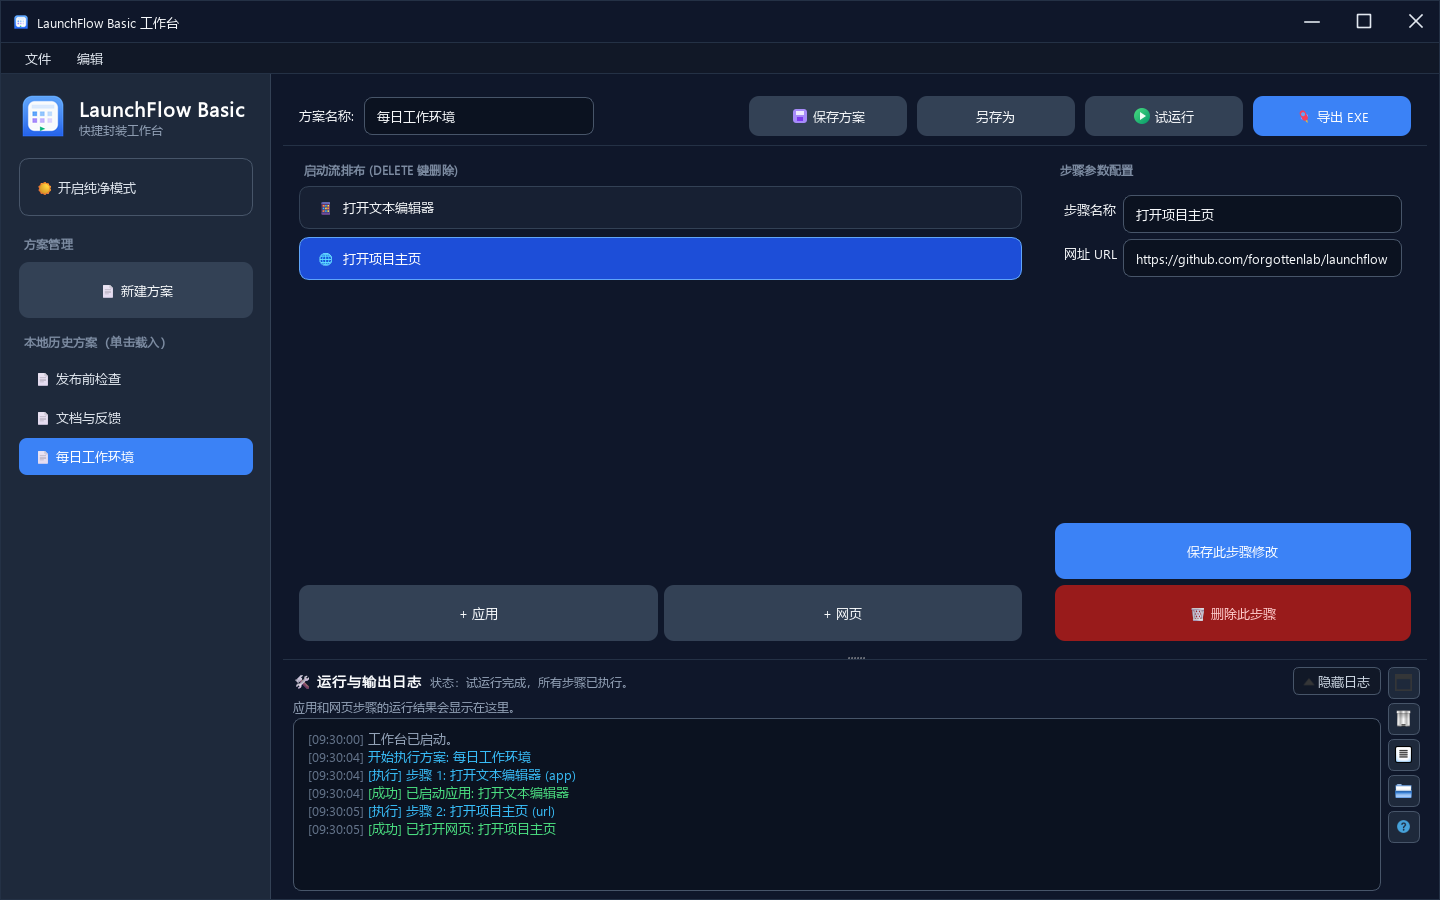 LaunchFlow Basic 工作台
文件 编辑
LaunchFlow Basic
快捷封装工作台
开启纯净模式
方案管理
新建方案
本地历史方案（单击载入）
发布前检查
文档与反馈
每日工作环境
方案名称: 每日工作环境 保存方案 另存为 试运行 导出 EXE
启动流排布 (DELETE 键删除)
打开文本编辑器
打开项目主页
+ 应用 + 网页
步骤参数配置
步骤名称 打开项目主页
网址 URL https://github.com/forgottenlab/launchflow
保存此步骤修改
删除此步骤
运行与输出日志 状态：试运行完成，所有步骤已执行。 隐藏日志
应用和网页步骤的运行结果会显示在这里。
[09:30:00] 工作台已启动。
[09:30:04] 开始执行方案: 每日工作环境
[09:30:04] [执行] 步骤 1: 打开文本编辑器 (app)
[09:30:04] [成功] 已启动应用: 打开文本编辑器
[09:30:05] [执行] 步骤 2: 打开项目主页 (url)
[09:30:05] [成功] 已打开网页: 打开项目主页